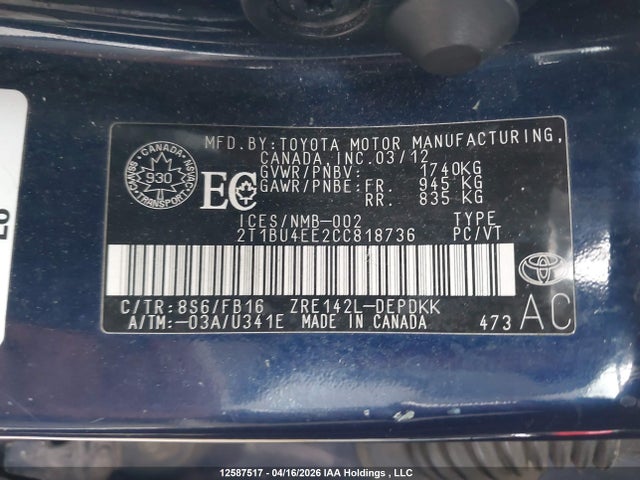 MFD.BY:TOYOTA MOTOR MANUFACTURING,
CANADA, INC.03/12
GVWR/PNBV: 1740KG
GAWR/PNBE: FR. 945 KG
RR. 835 KG
CANADA
930
TRANSPORT
EC
ICES/NMB-002 TYPE
2T1BU4EE2CC818736 PC/VT
C/TR:8S6/FB16 ZRE142L-DEPDKK
A/TM:-03A/U341E MADE IN CANADA
473 AC
12587517 - 04/16/2026 IAA Holdings , LLC